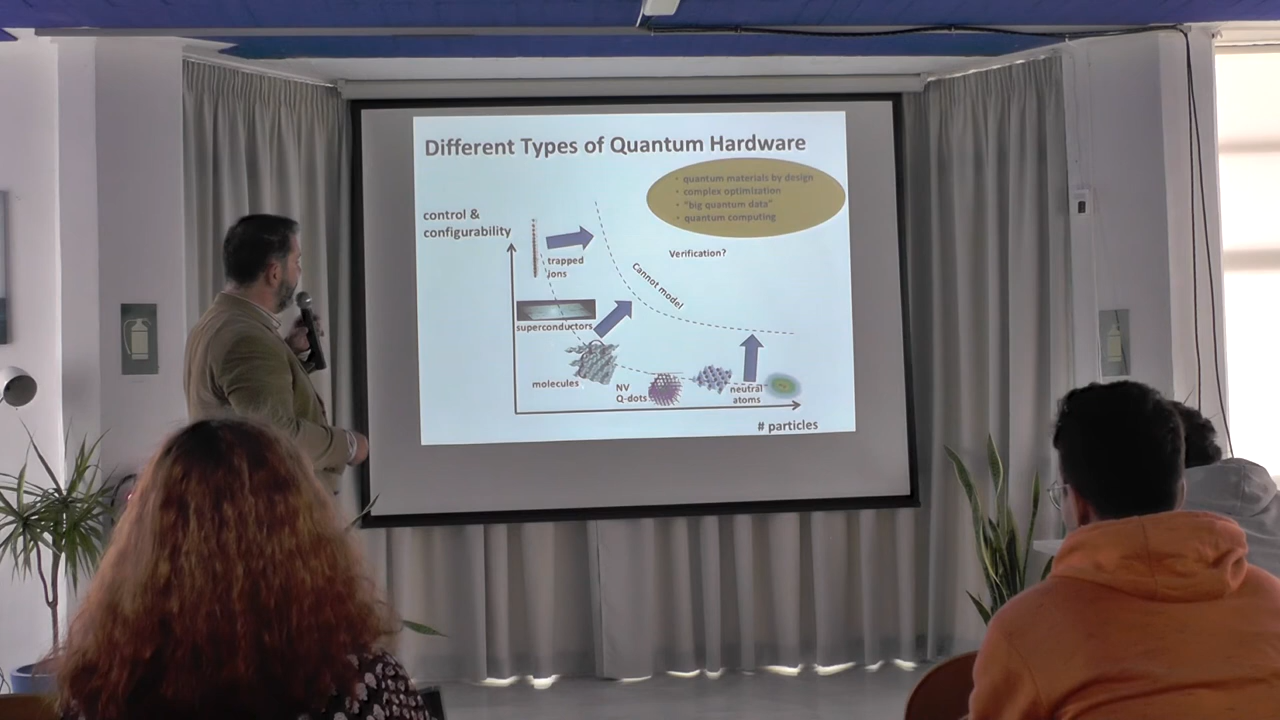 Different Types of Quantum Hardware
• quantum materials by design
• complex optimization
• "big quantum data"
• quantum computing
control &
configurability
Verification?
trapped
ions
Cannot model
superconductors
molecules
NV
Q-dots
neutral
atoms
# particles